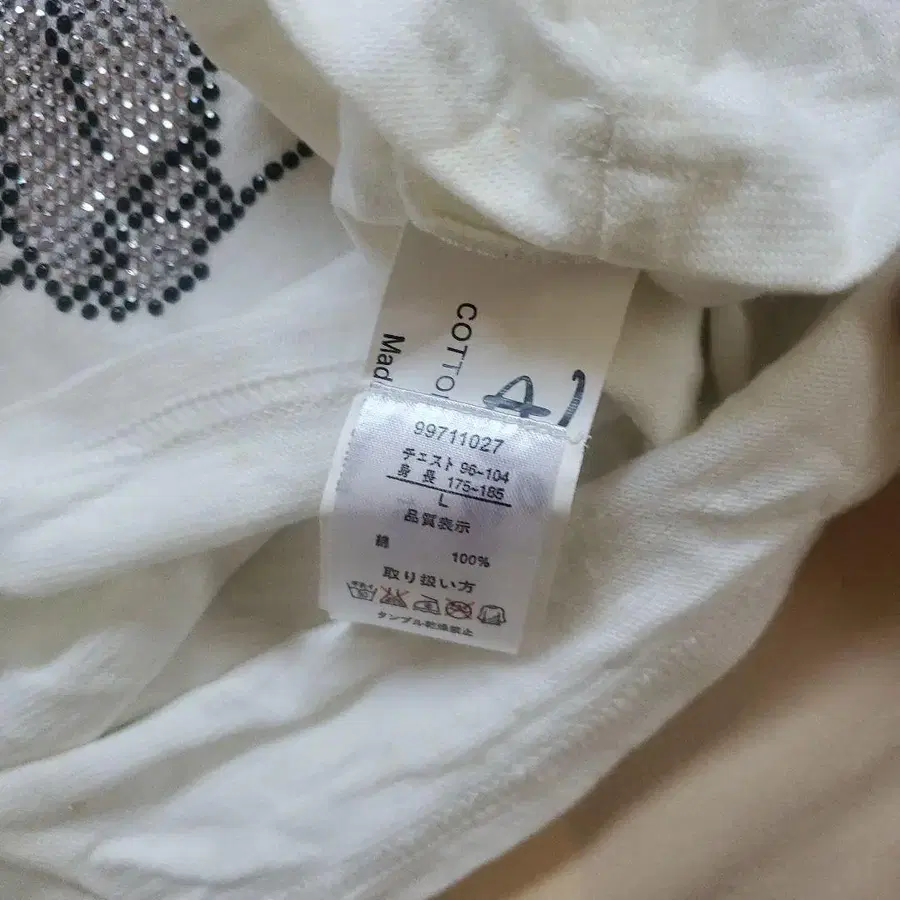 COTTO
Mad
A)
99711027
チェスト 96-104
身長 175~185
L
品質表示
綿 100%
取り扱い方
タンブル乾燥禁止